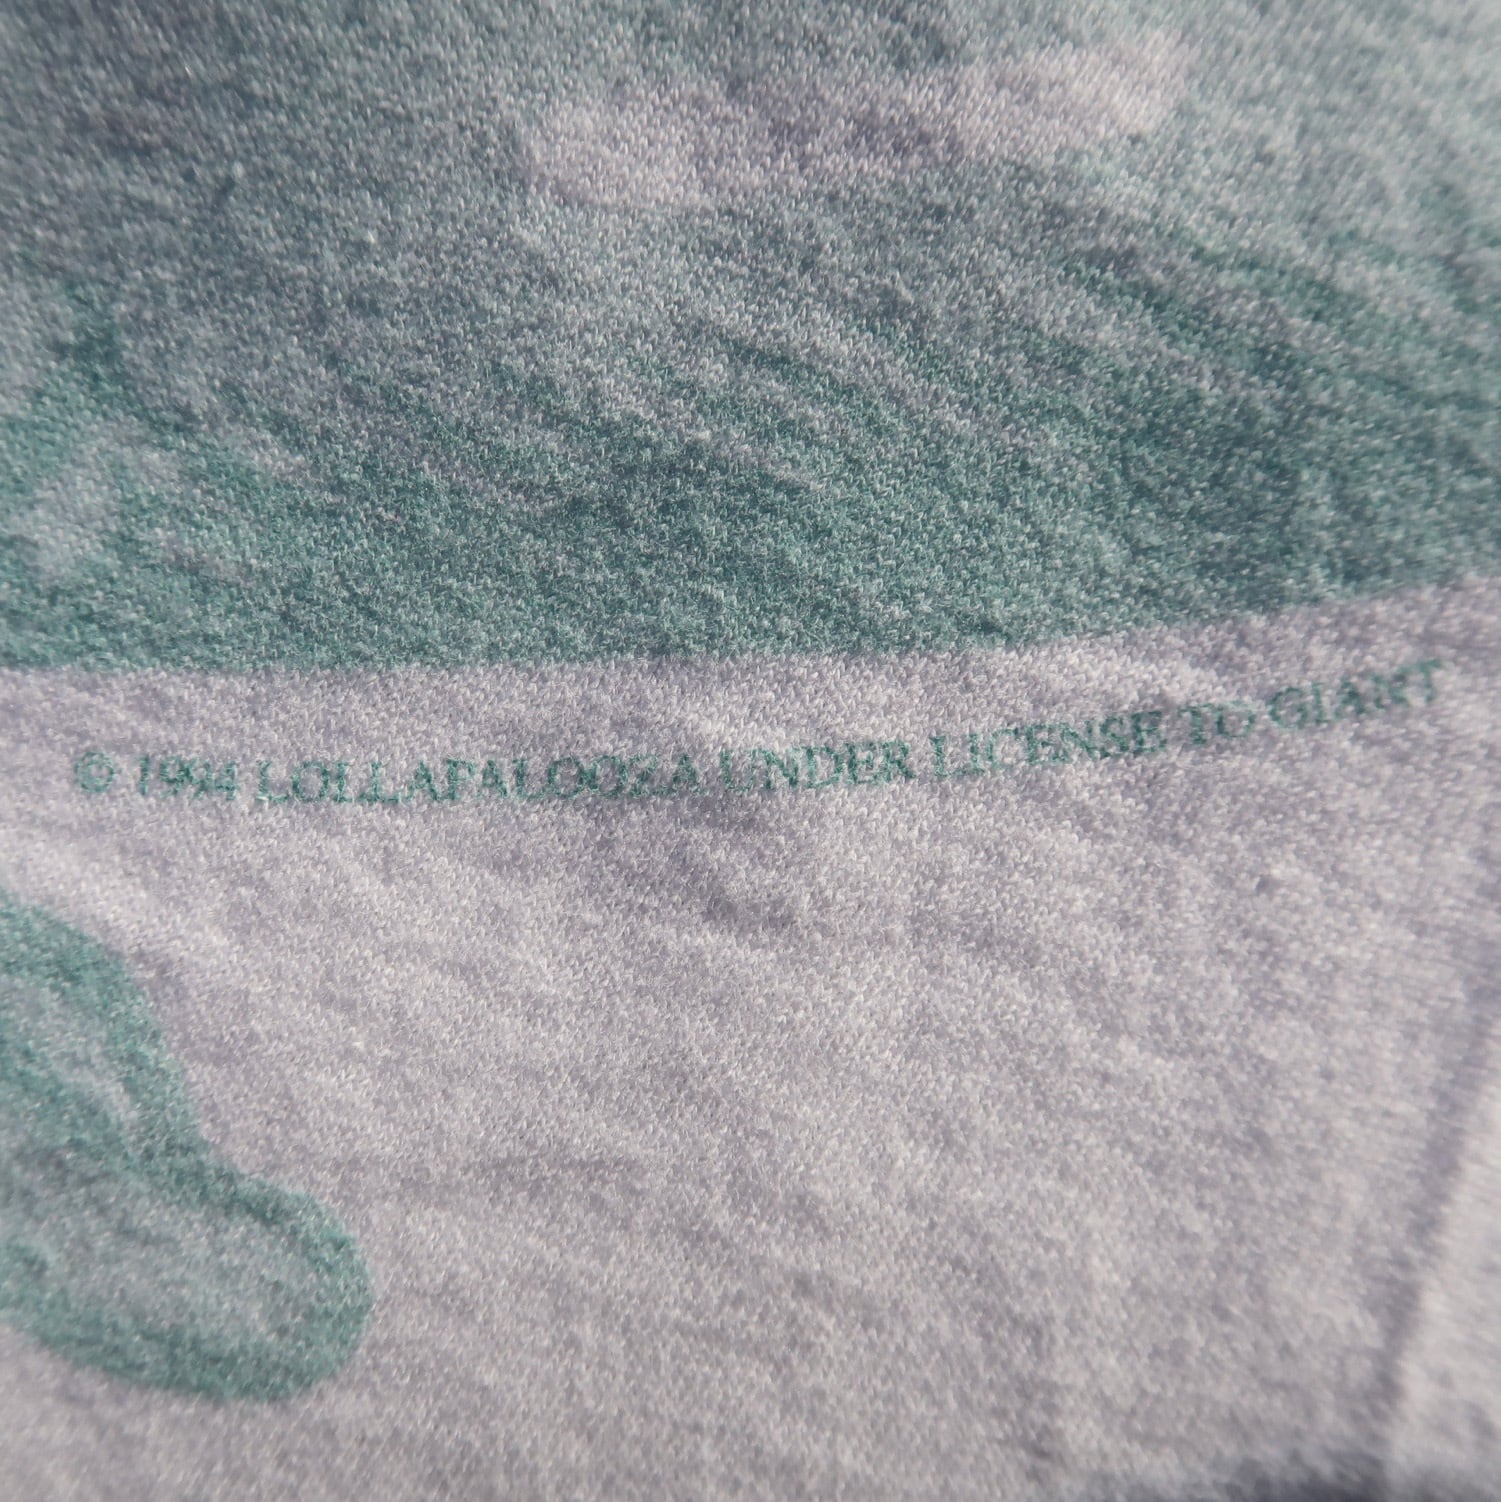 © 1994 LOLLAPALOOZA UNDER LICENSE TO GIANT